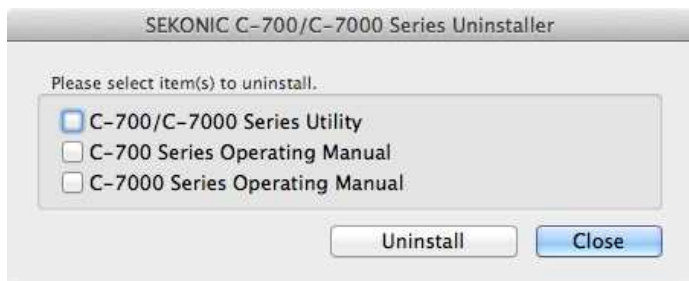 SEKONIC C-700/C-7000 Series Uninstaller
Please select item(s) to uninstall.
C-700/C-7000 Series Utility
C-700 Series Operating Manual
C-7000 Series Operating Manual
Uninstall Close